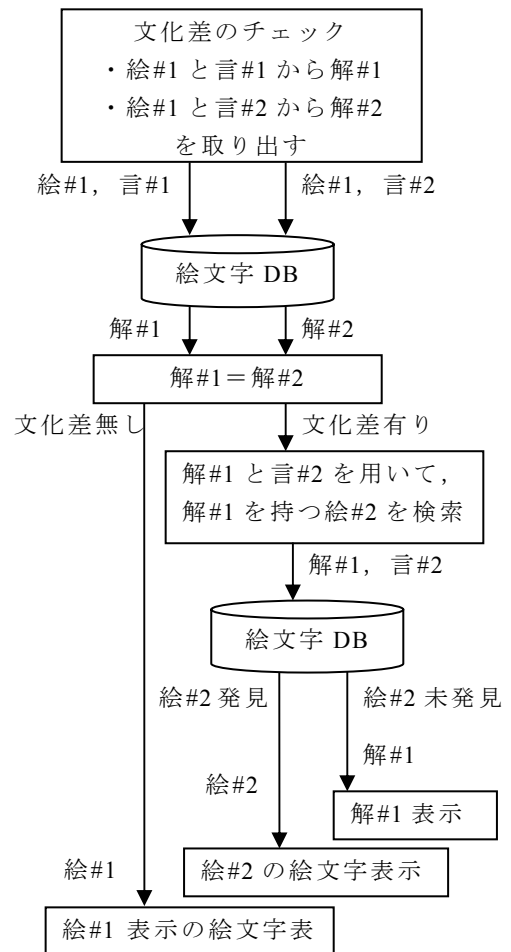 文化差のチェック
・絵#1 と言#1 から解#1
・絵#1 と言#2 から解#2
を取り出す
絵#1, 言#1
絵#1, 言#2
絵文字 DB
解#1
解#2
解#1＝解#2
文化差無し
文化差有り
解#1 と言#2 を用いて,
解#1 を持つ絵#2 を検索
解#1, 言#2
絵文字 DB
絵#2 発見
絵#2 未発見
解#1
絵#2
解#1 表示
絵#1
絵#2 の絵文字表示
絵#1 表示の絵文字表